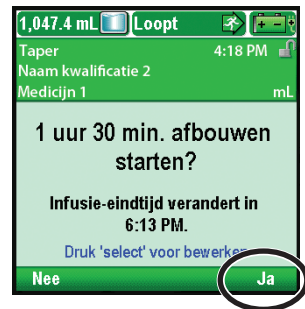 1,047.4 mL Loopt
Taper 4:18 PM
Naam kwalificatie 2
Medicijn 1 mL
1 uur 30 min. afbouwen
starten?
Infusie-eindtijd verandert in
6:13 PM.
Druk 'select' voor bewerken
Nee Ja